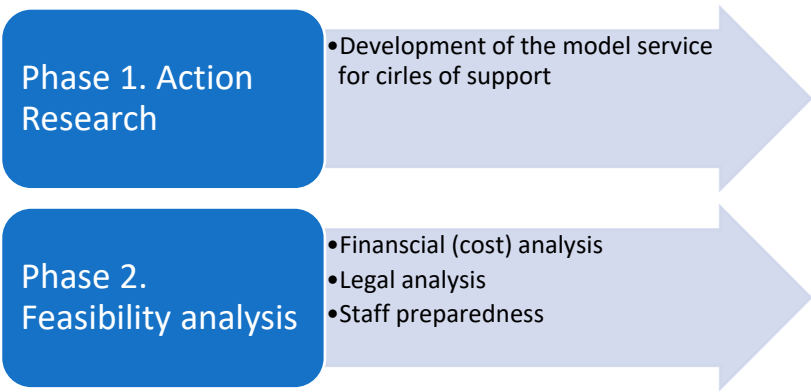 Phase 1. Action
Research
•Development of the model service
for cirles of support
Phase 2.
Feasibility analysis
•Finanscial (cost) analysis
•Legal analysis
•Staff preparedness